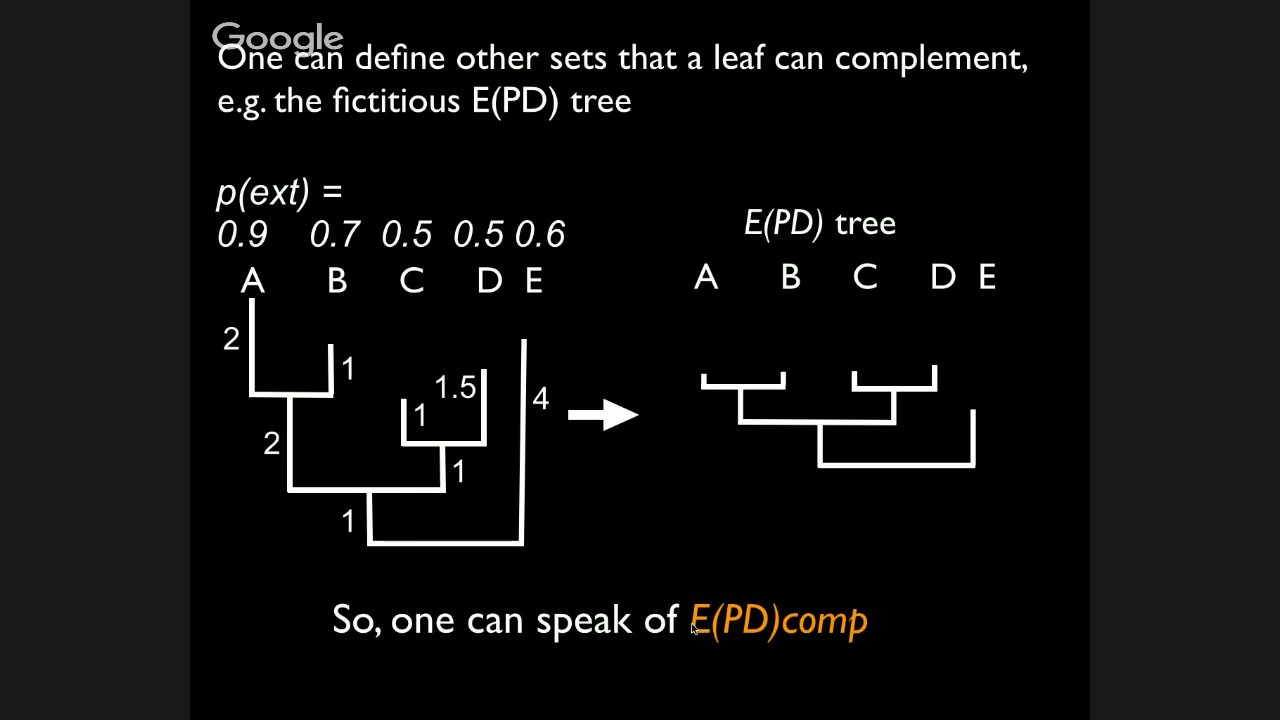 Google
One can define other sets that a leaf can complement,
e.g. the fictitious E(PD) tree
p(ext) =
0.9 0.7 0.5 0.5 0.6
E(PD) tree
A B C D E
A B C D E
2
1
1.5
1
4
2
1
1
So, one can speak of E(PD)comp